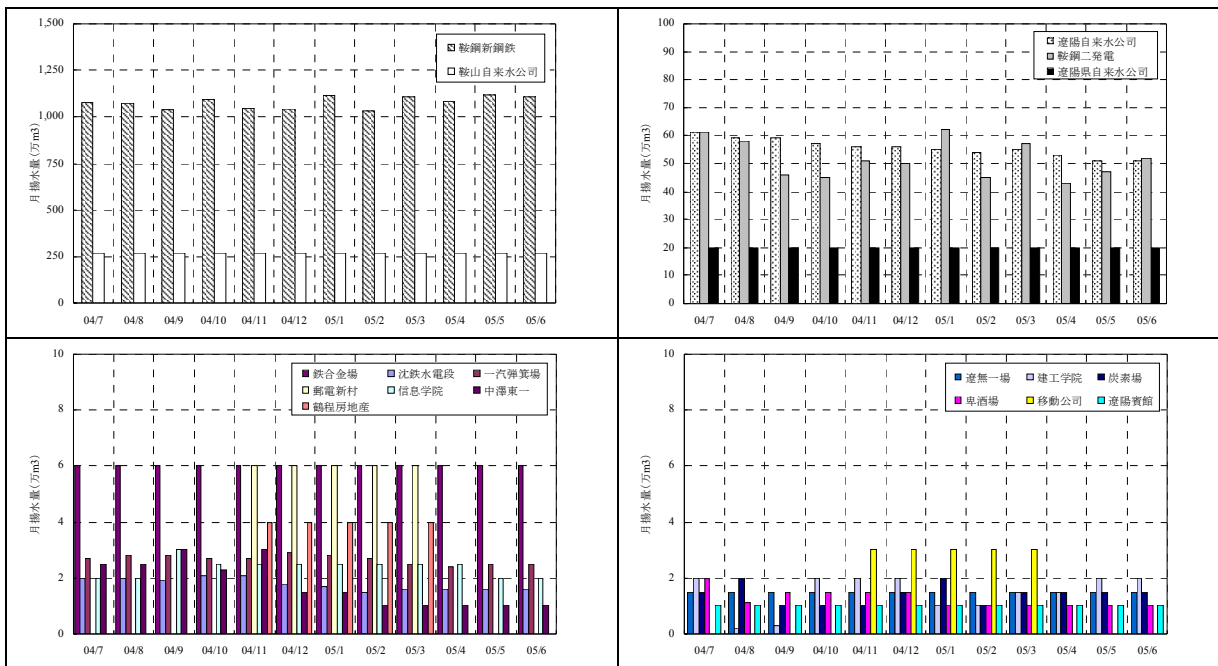 1,500
1,250
1,000
750
500
250
0
月揚水量(万m3)
鞍鋼新鋼鉄
鞍山自来水公司
04/7 04/8 04/9 04/10 04/11 04/12 05/1 05/2 05/3 05/4 05/5 05/6
100
90
80
70
60
50
40
30
20
10
0
月揚水量(万m3)
遼陽自来水公司
鞍鋼二発電
遼陽県自来水公司
04/7 04/8 04/9 04/10 04/11 04/12 05/1 05/2 05/3 05/4 05/5 05/6
10
8
6
4
2
0
月揚水量(万m3)
鉄合金場 沈鉄水電段 一汽弾簧場
郵電新村 信息学院 中澤東一
鶴程房地産
04/7 04/8 04/9 04/10 04/11 04/12 05/1 05/2 05/3 05/4 05/5 05/6
10
8
6
4
2
0
月揚水量(万m3)
遼無一場 建工学院 炭素場
卑酒場 移動公司 遼陽賓館
04/7 04/8 04/9 04/10 04/11 04/12 05/1 05/2 05/3 05/4 05/5 05/6